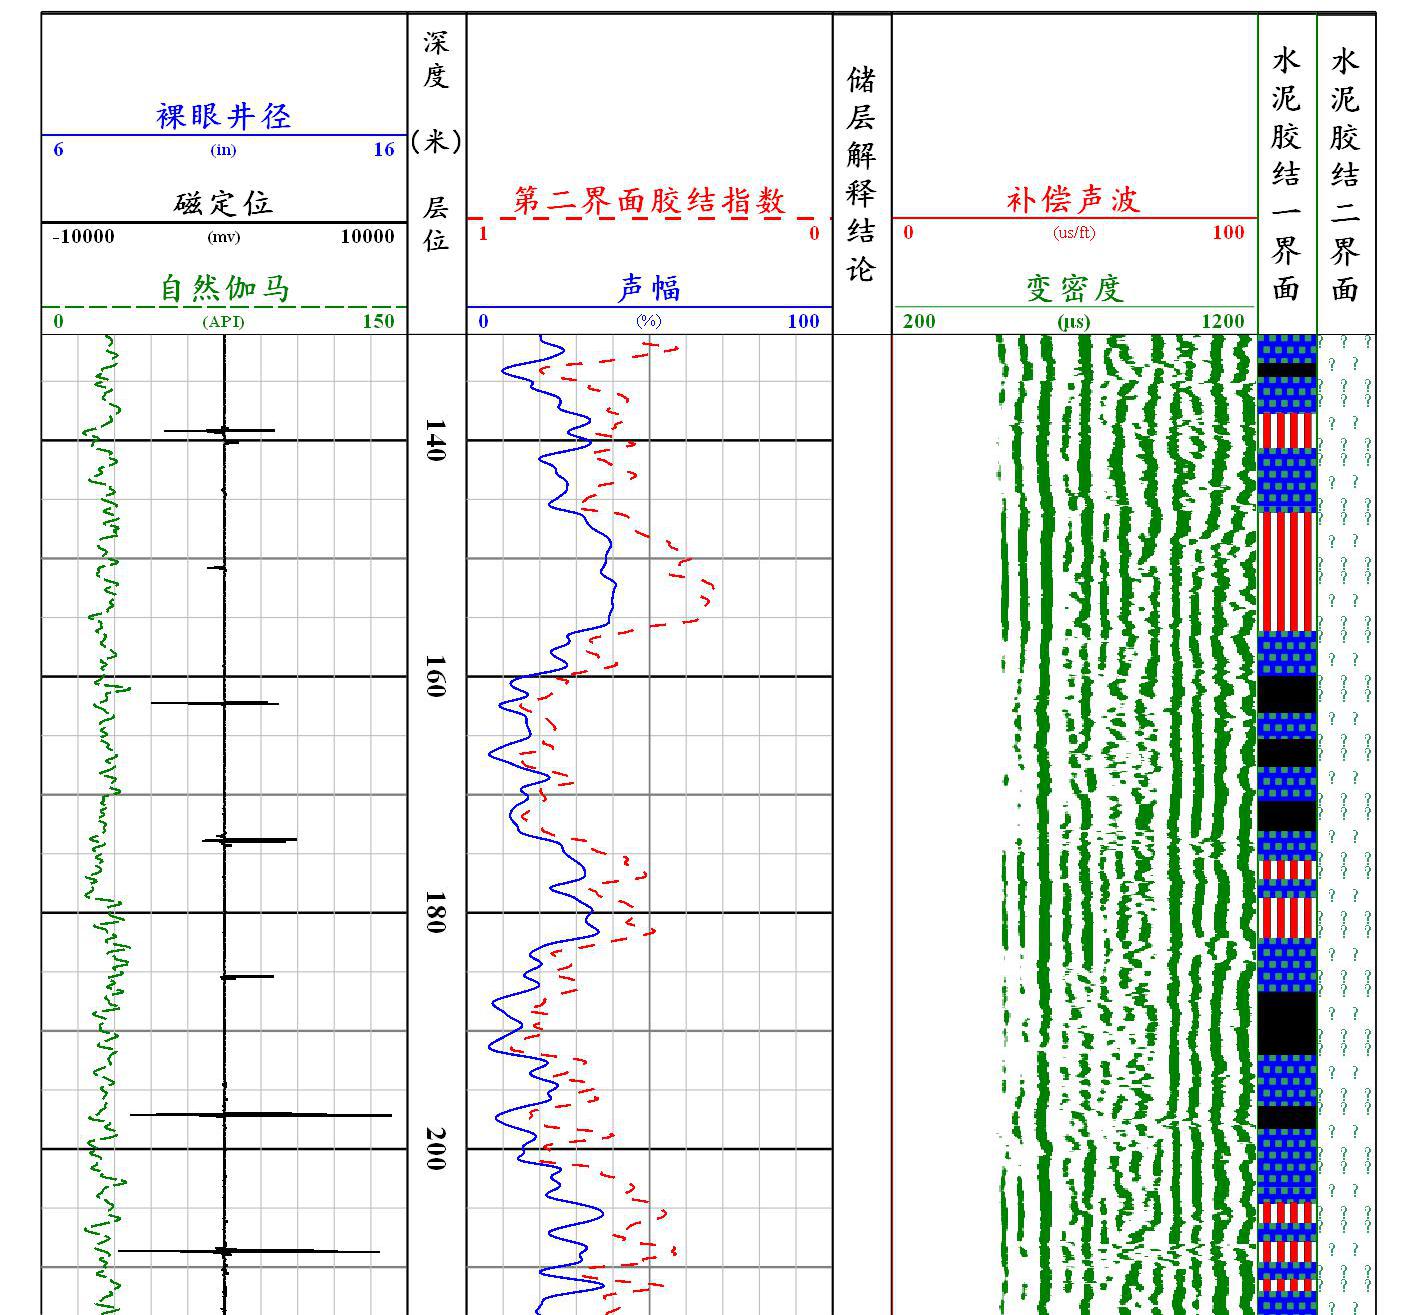 裸眼井径
6 (in) 16
磁定位
-10000 (mv) 10000
自然伽马
0 (API) 150
深度 (米) 层位
第二界面胶结指数
1 0
声幅
0 (%) 100
储层解释结论
补偿声波
0 (us/ft) 100
变密度
200 (μs) 1200
水泥胶结一界面
水泥胶结二界面
140
160
180
200